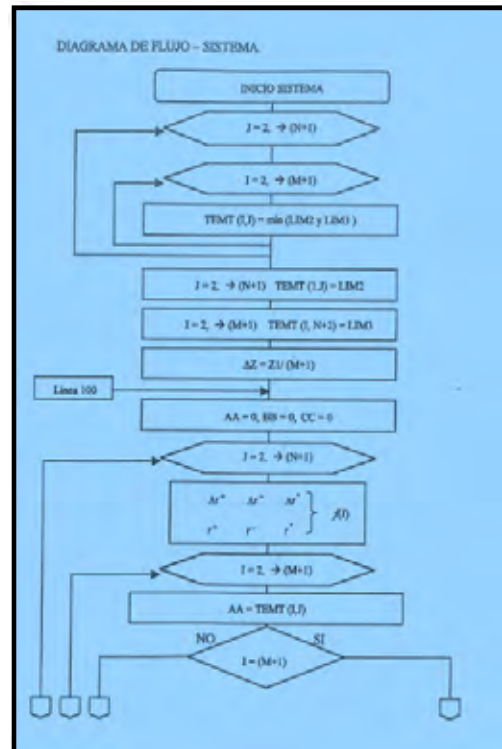 DIAGRAMA DE FLUJO – SISTEMA
INICIO SISTEMA
J = 2, → (N+1)
I = 2, → (M+1)
TEMT (I,J) = min (LIM2 y LIM3 )
J = 2, → (N+1) TEMT (1,J) = LIM2
I = 2, → (M+1) TEMT (I, N+2) = LIM3
ΔZ = Z1/ (M+1)
Línea 100
AA = 0, BB = 0, CC = 0
J = 2, → (N+1)
f(J)
I = 2, → (M+1)
AA = TEMT (I,J)
NO SI
I = (M+1)